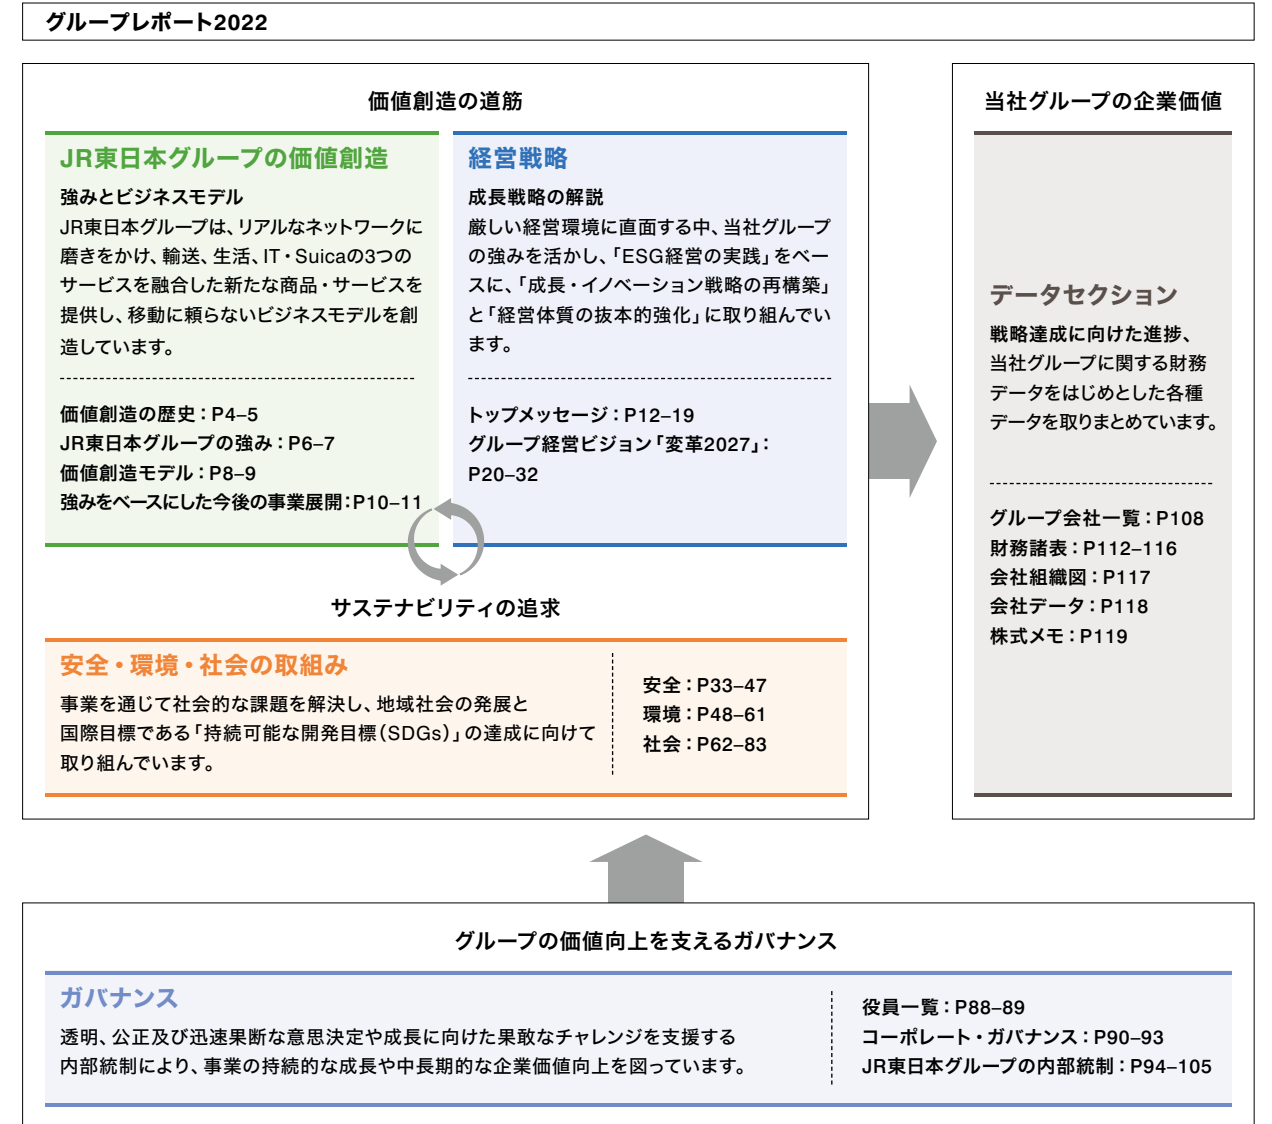 グループレポート2022
価値創造の道筋
JR東日本グループの価値創造
強みとビジネスモデル
JR東日本グループは、リアルなネットワークに
磨きをかけ、輸送、生活、IT・Suicaの3つの
サービスを融合した新たな商品・サービスを
提供し、移動に頼らないビジネスモデルを創
造しています。
価値創造の歴史：P4–5
JR東日本グループの強み：P6–7
価値創造モデル：P8–9
強みをベースにした今後の事業展開：P10–11
経営戦略
成長戦略の解説
厳しい経営環境に直面する中、当社グループ
の強みを活かし、「ESG経営の実践」をベー
スに、「成長・イノベーション戦略の再構築」
と「経営体質の抜本的強化」に取り組んでい
ます。
トップメッセージ：P12–19
グループ経営ビジョン「変革2027」：
P20–32
サステナビリティの追求
安全・環境・社会の取組み
事業を通じて社会的な課題を解決し、地域社会の発展と
国際目標である「持続可能な開発目標（SDGs）」の達成に向けて
取り組んでいます。
安全：P33–47
環境：P48–61
社会：P62–83
当社グループの企業価値
データセクション
戦略達成に向けた進捗、
当社グループに関する財務
データをはじめとした各種
データを取りまとめています。
グループ会社一覧：P108
財務諸表：P112–116
会社組織図：P117
会社データ：P118
株式メモ：P119
グループの価値向上を支えるガバナンス
ガバナンス
透明、公正及び迅速果断な意思決定や成長に向けた果敢なチャレンジを支援する
内部統制により、事業の持続的な成長や中長期的な企業価値向上を図っています。
役員一覧：P88–89
コーポレート・ガバナンス：P90–93
JR東日本グループの内部統制：P94–105